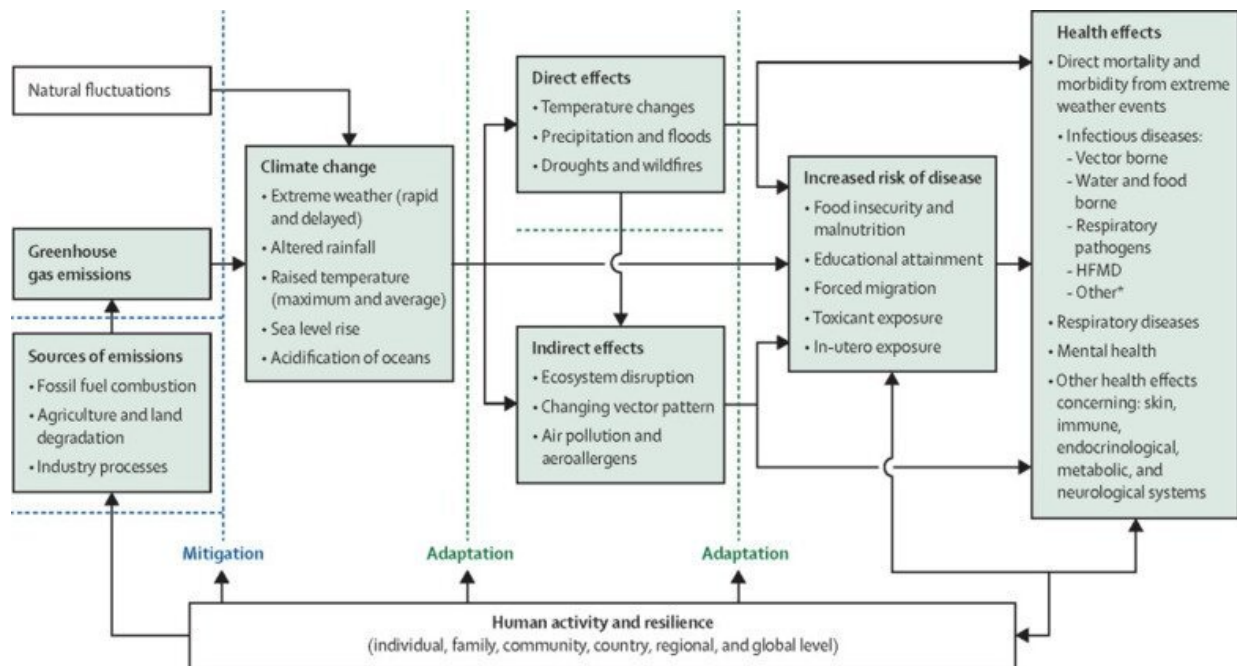 Natural fluctuations
Greenhouse
gas emissions
Sources of emissions
• Fossil fuel combustion
• Agriculture and land
degradation
• Industry processes
Climate change
• Extreme weather (rapid
and delayed)
• Altered rainfall
• Raised temperature
(maximum and average)
• Sea level rise
• Acidification of oceans
Direct effects
• Temperature changes
• Precipitation and floods
• Droughts and wildfires
Indirect effects
• Ecosystem disruption
• Changing vector pattern
• Air pollution and
aeroallergens
Increased risk of disease
• Food insecurity and
malnutrition
• Educational attainment
• Forced migration
• Toxicant exposure
• In-utero exposure
Health effects
• Direct mortality and
morbidity from extreme
weather events
• Infectious diseases:
- Vector borne
- Water and food
borne
- Respiratory
pathogens
- HFMD
- Other*
• Respiratory diseases
• Mental health
• Other health effects
concerning: skin,
immune,
endocrinological,
metabolic, and
neurological systems
Mitigation
Adaptation
Adaptation
Human activity and resilience
(individual, family, community, country, regional, and global level)